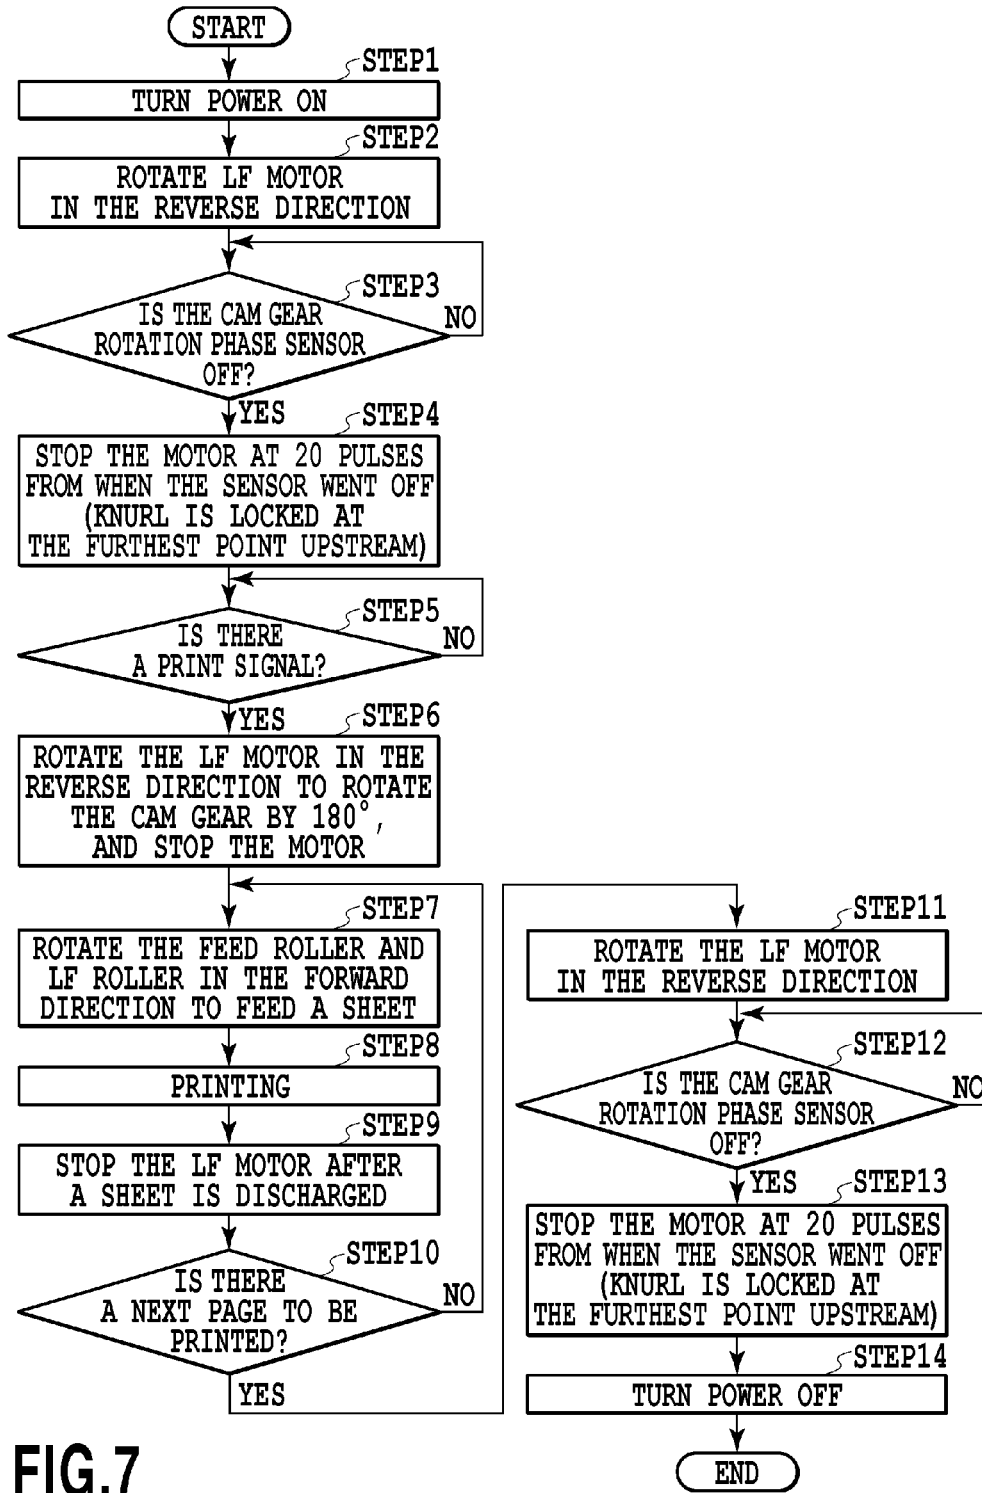 START
STEP1
TURN POWER ON
STEP2
ROTATE LF MOTOR
IN THE REVERSE DIRECTION
STEP3
IS THE CAM GEAR
ROTATION PHASE SENSOR
OFF?
NO
YES
STEP4
STOP THE MOTOR AT 20 PULSES
FROM WHEN THE SENSOR WENT OFF
(KNURL IS LOCKED AT
THE FURTHEST POINT UPSTREAM)
STEP5
IS THERE
A PRINT SIGNAL?
NO
YES
STEP6
ROTATE THE LF MOTOR IN THE
REVERSE DIRECTION TO ROTATE
THE CAM GEAR BY 180°,
AND STOP THE MOTOR
STEP7
ROTATE THE FEED ROLLER AND
LF ROLLER IN THE FORWARD
DIRECTION TO FEED A SHEET
STEP8
PRINTING
STEP9
STOP THE LF MOTOR AFTER
A SHEET IS DISCHARGED
STEP10
IS THERE
A NEXT PAGE TO BE
PRINTED?
NO
YES
STEP11
ROTATE THE LF MOTOR
IN THE REVERSE DIRECTION
STEP12
IS THE CAM GEAR
ROTATION PHASE SENSOR
OFF?
NO
YES
STEP13
STOP THE MOTOR AT 20 PULSES
FROM WHEN THE SENSOR WENT OFF
(KNURL IS LOCKED AT
THE FURTHEST POINT UPSTREAM)
STEP14
TURN POWER OFF
END
FIG.7